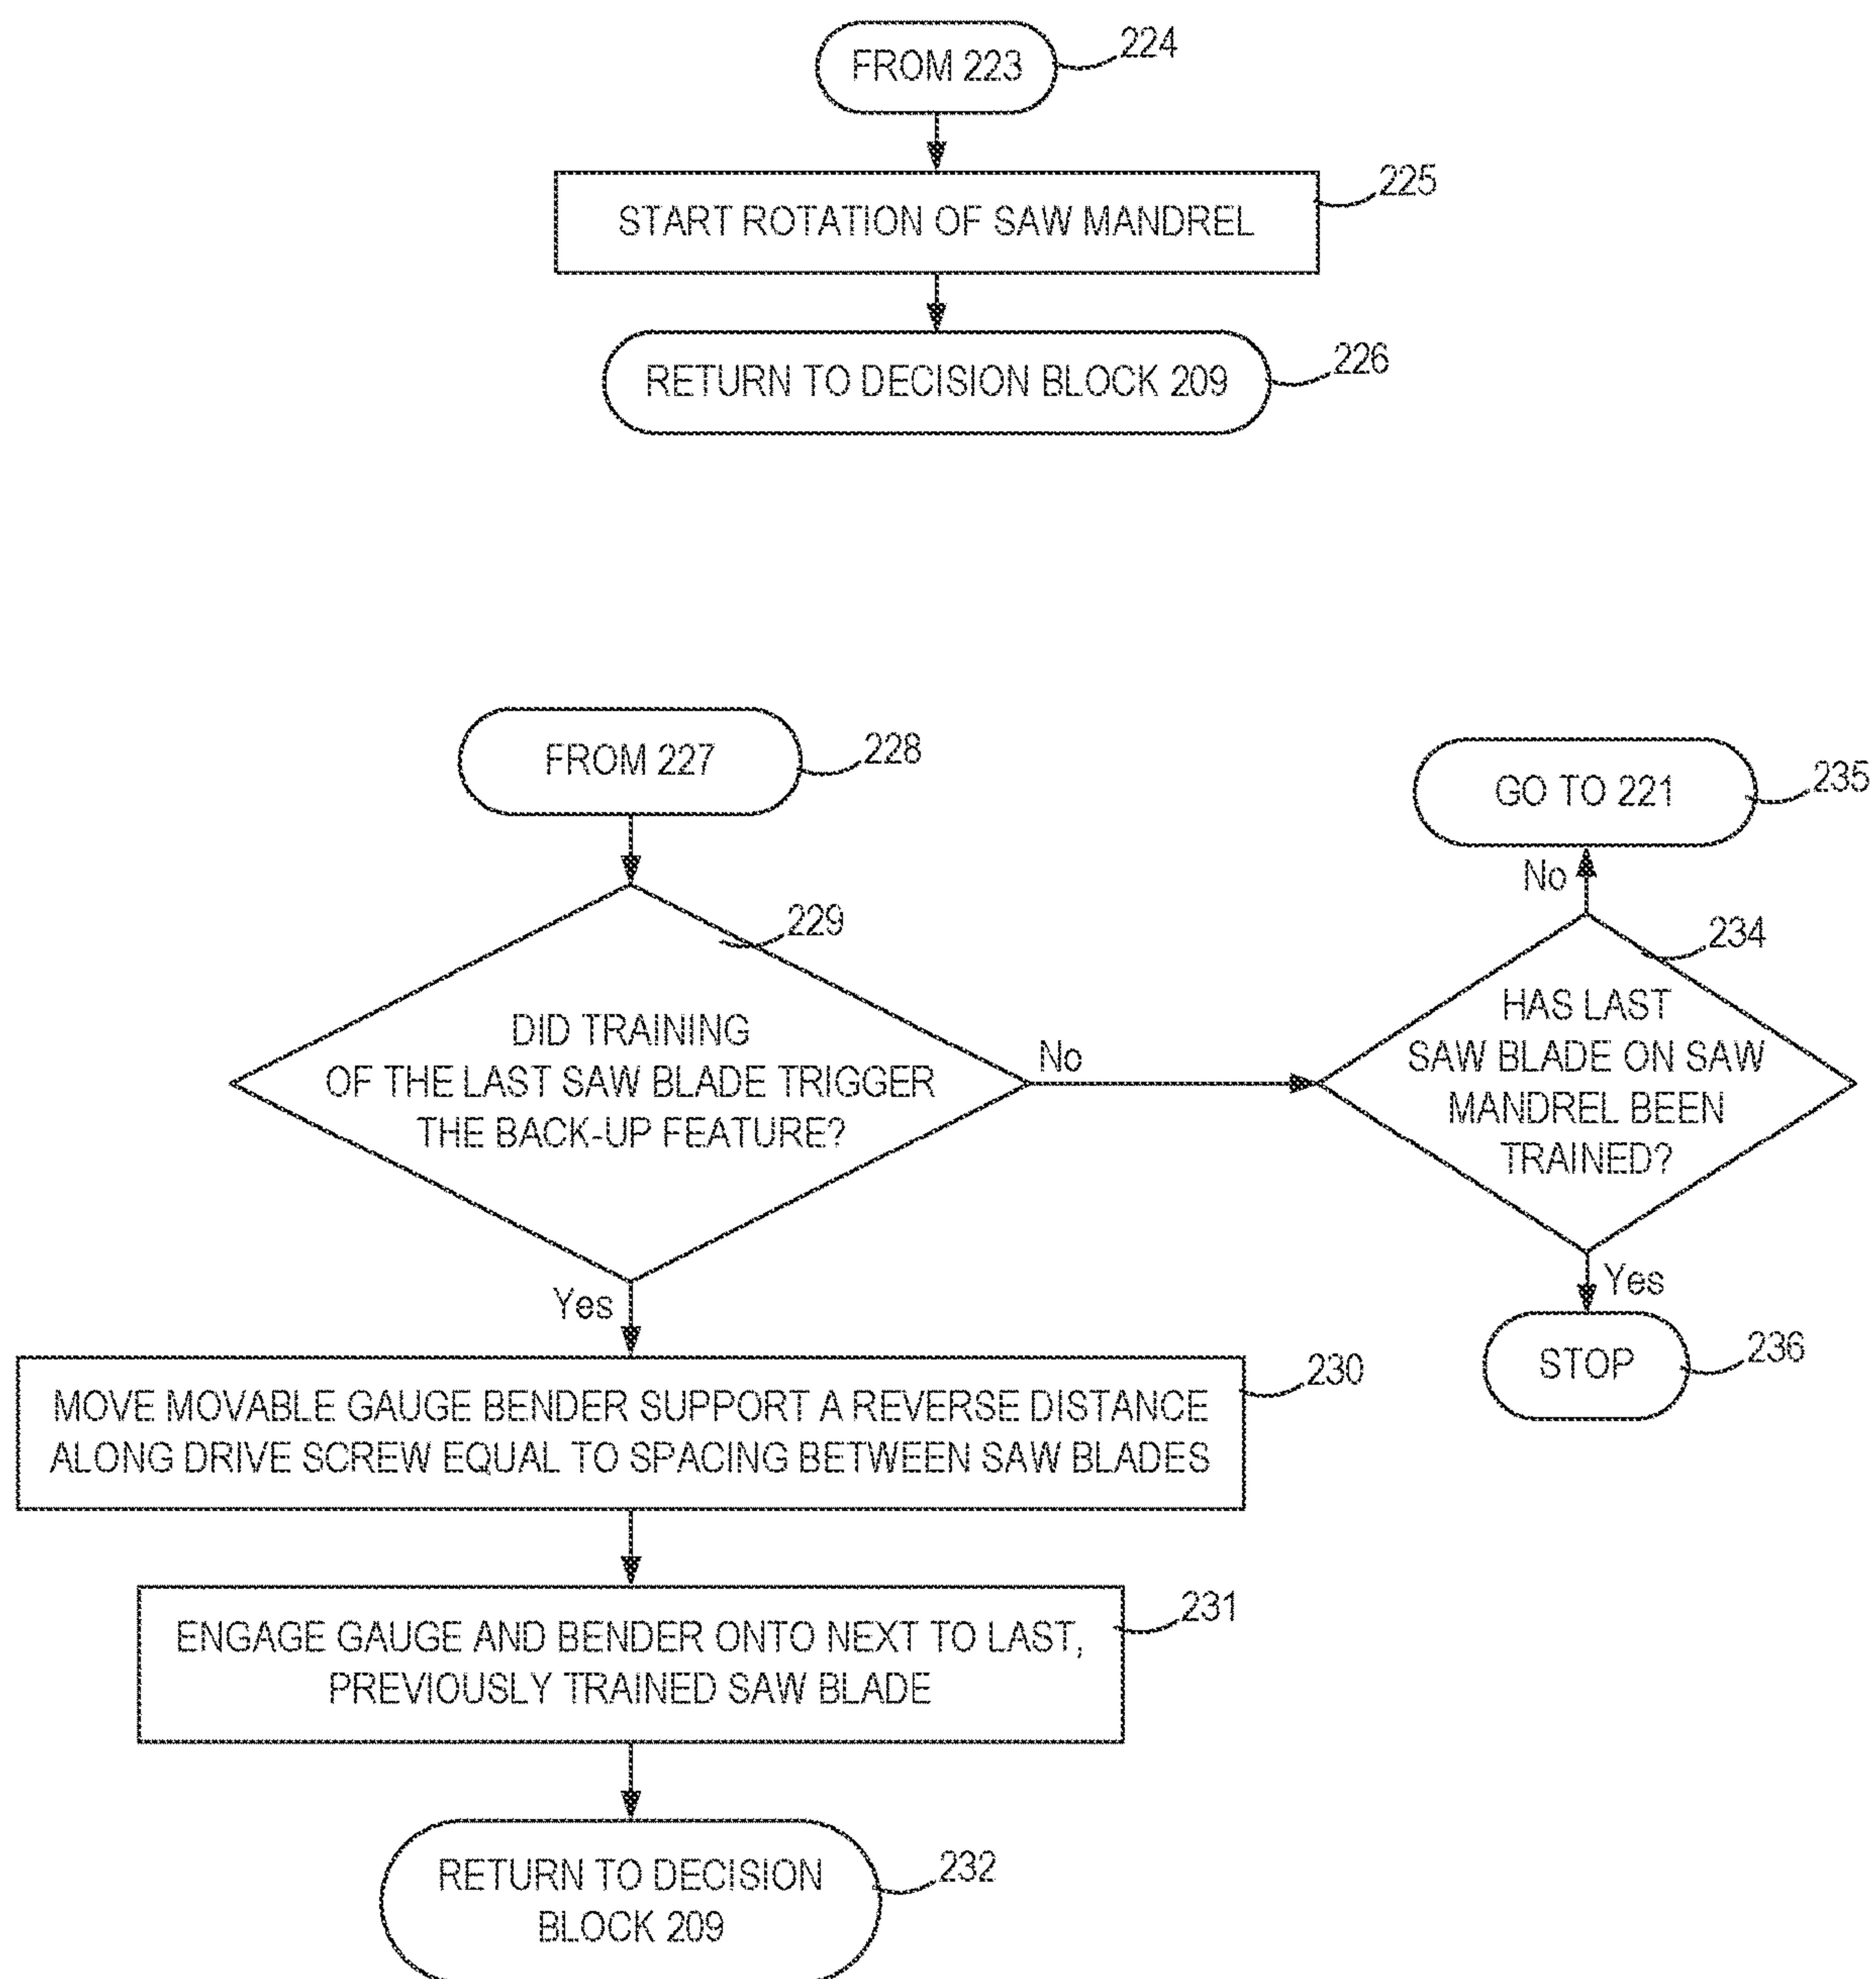 FROM 223
224
START ROTATION OF SAW MANDREL
225
RETURN TO DECISION BLOCK 209
226
FROM 227
228
GO TO 221
235
No
229
DID TRAINING
OF THE LAST SAW BLADE TRIGGER
THE BACK-UP FEATURE?
No
234
HAS LAST
SAW BLADE ON SAW
MANDREL BEEN
TRAINED?
Yes
Yes
STOP
236
MOVE MOVABLE GAUGE BENDER SUPPORT A REVERSE DISTANCE
ALONG DRIVE SCREW EQUAL TO SPACING BETWEEN SAW BLADES
230
ENGAGE GAUGE AND BENDER ONTO NEXT TO LAST,
PREVIOUSLY TRAINED SAW BLADE
231
RETURN TO DECISION
BLOCK 209
232